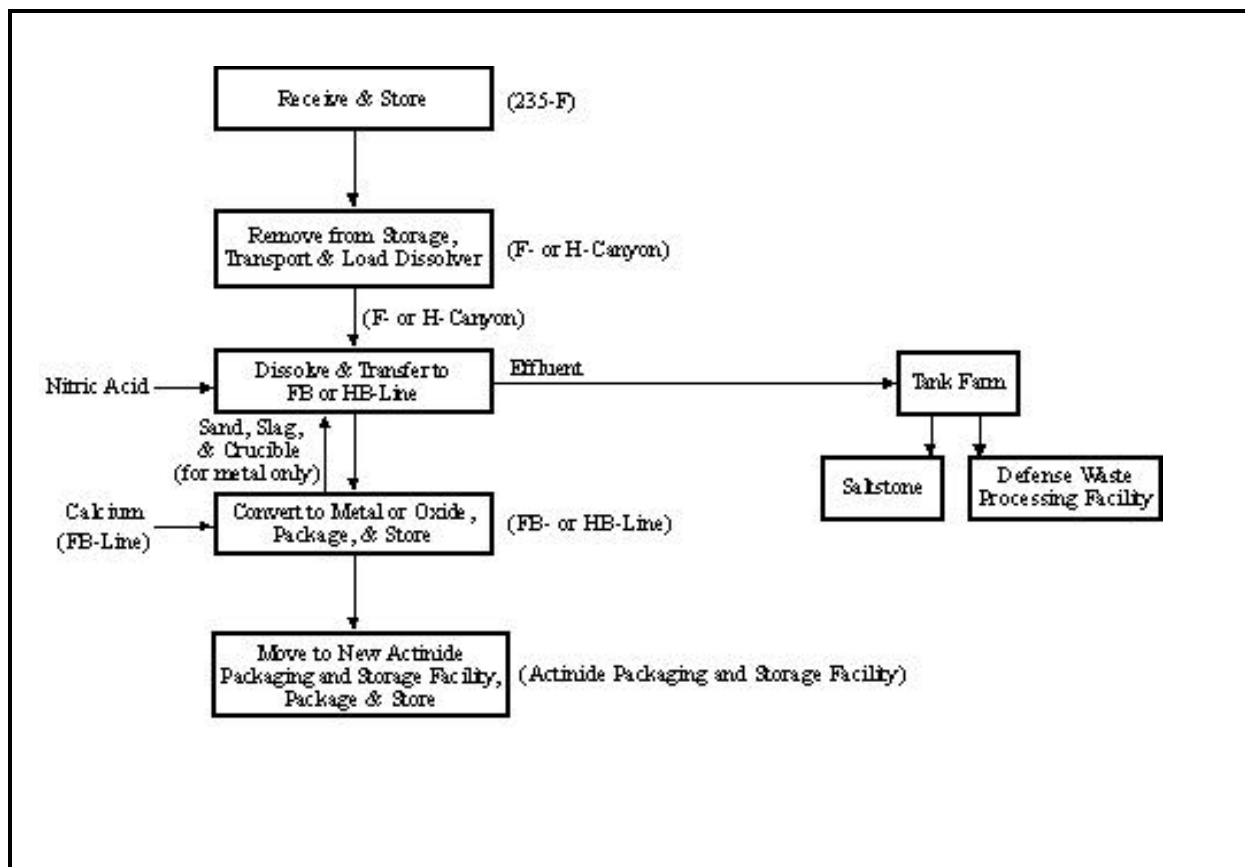 Receive & Store
(235-F)
Remove from Storage,
Transport & Load Dissolver
(F- or H-Canyon)
(F- or H-Canyon)
Nitric Acid
Dissolve & Transfer to
FB or HB-Line
Effluent
Tank Farm
Sand, Slag,
& Crucible
(for metal only)
Saltstone
Defense Waste
Processing Facility
Calcium
(FB-Line)
Convert to Metal or Oxide,
Package, & Store
(FB- or HB-Line)
Move to New Actinide
Packaging and Storage Facility,
Package & Store
(Actinide Packaging and Storage Facility)